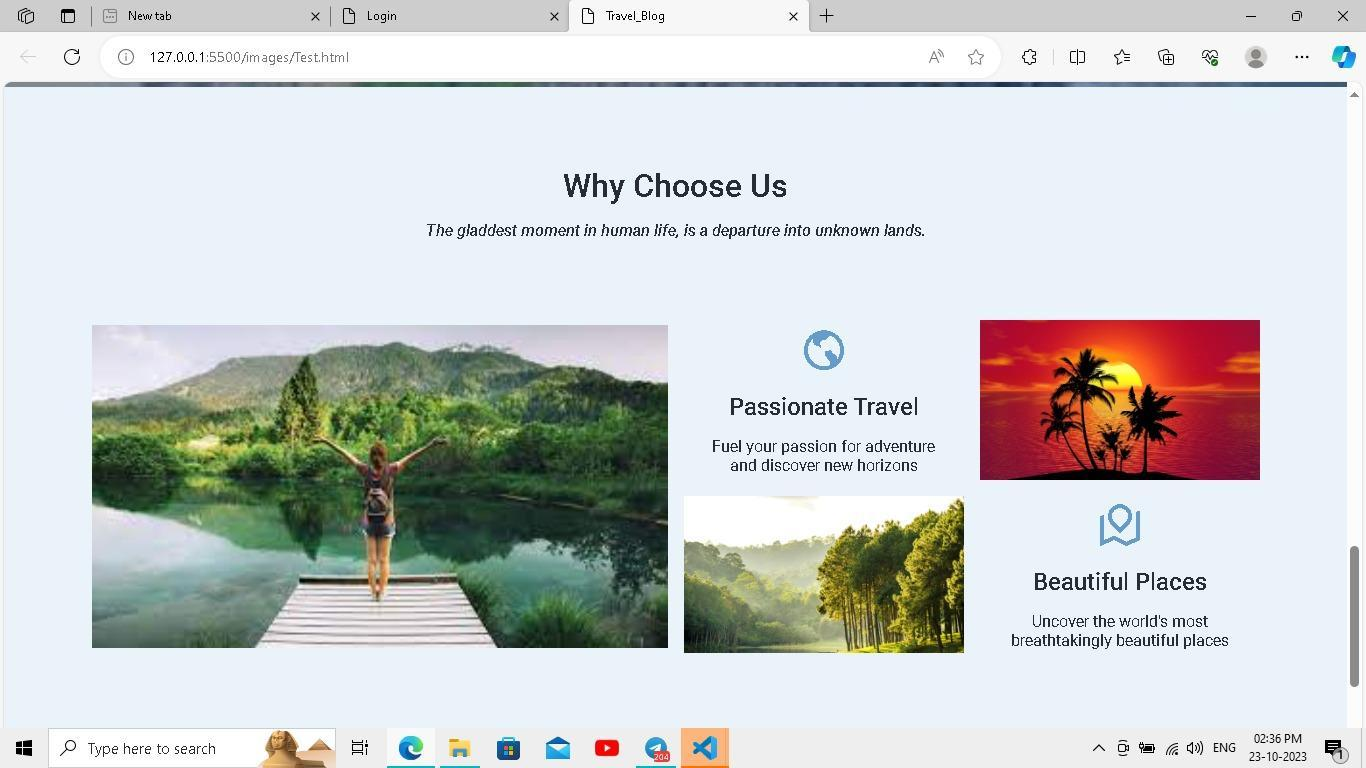 New tab
Login
Travel_Blog
127.0.0.1:5500/images/Test.html
Why Choose Us
The gladdest moment in human life, is a departure into unknown lands.
Passionate Travel
Fuel your passion for adventure
and discover new horizons
Beautiful Places
Uncover the world's most
breathtakingly beautiful places
Type here to search
204
ENG
02:36 PM
23-10-2023
1